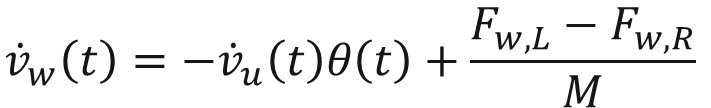 v̇_w(t) = −v̇_u(t)θ(t) + (F_{w,L} − F_{w,R}) / M